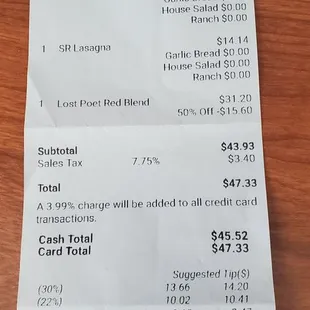 Garlic Bread $0.00
House Salad $0.00
Ranch $0.00
1 SR Lasagna $14.14
Garlic Bread $0.00
House Salad $0.00
Ranch $0.00
1 Lost Poet Red Blend $31.20
50% Off -$15.60
Subtotal $43.93
Sales Tax 7.75% $3.40
Total $47.33
A 3.99% charge will be added to all credit card
transactions.
Cash Total $45.52
Card Total $47.33
Suggested Tip($)
(30%) 13.66 14.20
(22%) 10.02 10.41